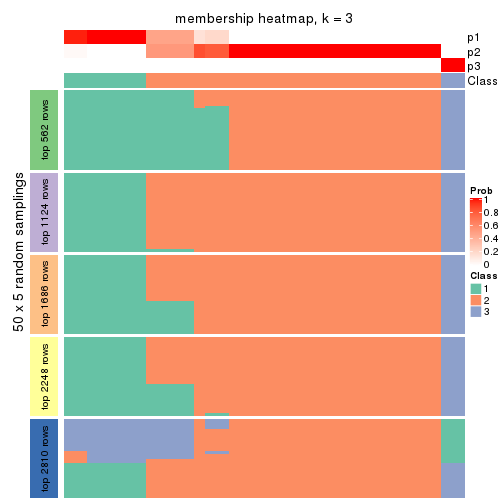 membership heatmap, k = 3
p1
p2
p3
Class
50 x 5 random samplings
top 562 rows
top 1124 rows
top 1686 rows
top 2248 rows
top 2810 rows
Prob
1
0.8
0.6
0.4
0.2
0
Class
1
2
3